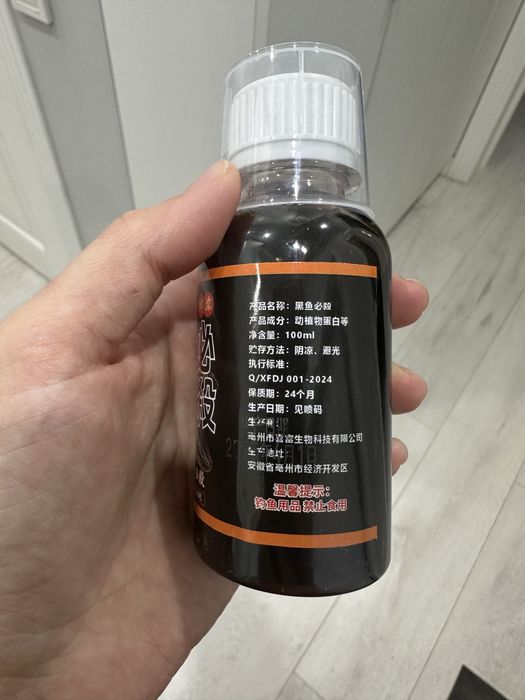 必
殺
产品名称：黑鱼必殺
产品成分：动植物蛋白等
净含量：100ml
贮存方法：阴凉、避光
执行标准：
Q/XFDJ 001-2024
保质期：24个月
生产日期：见喷码
亳州市喜富生物科技有限公司
安徽省亳州市经济开发区
温馨提示：
钓鱼用品 禁止食用